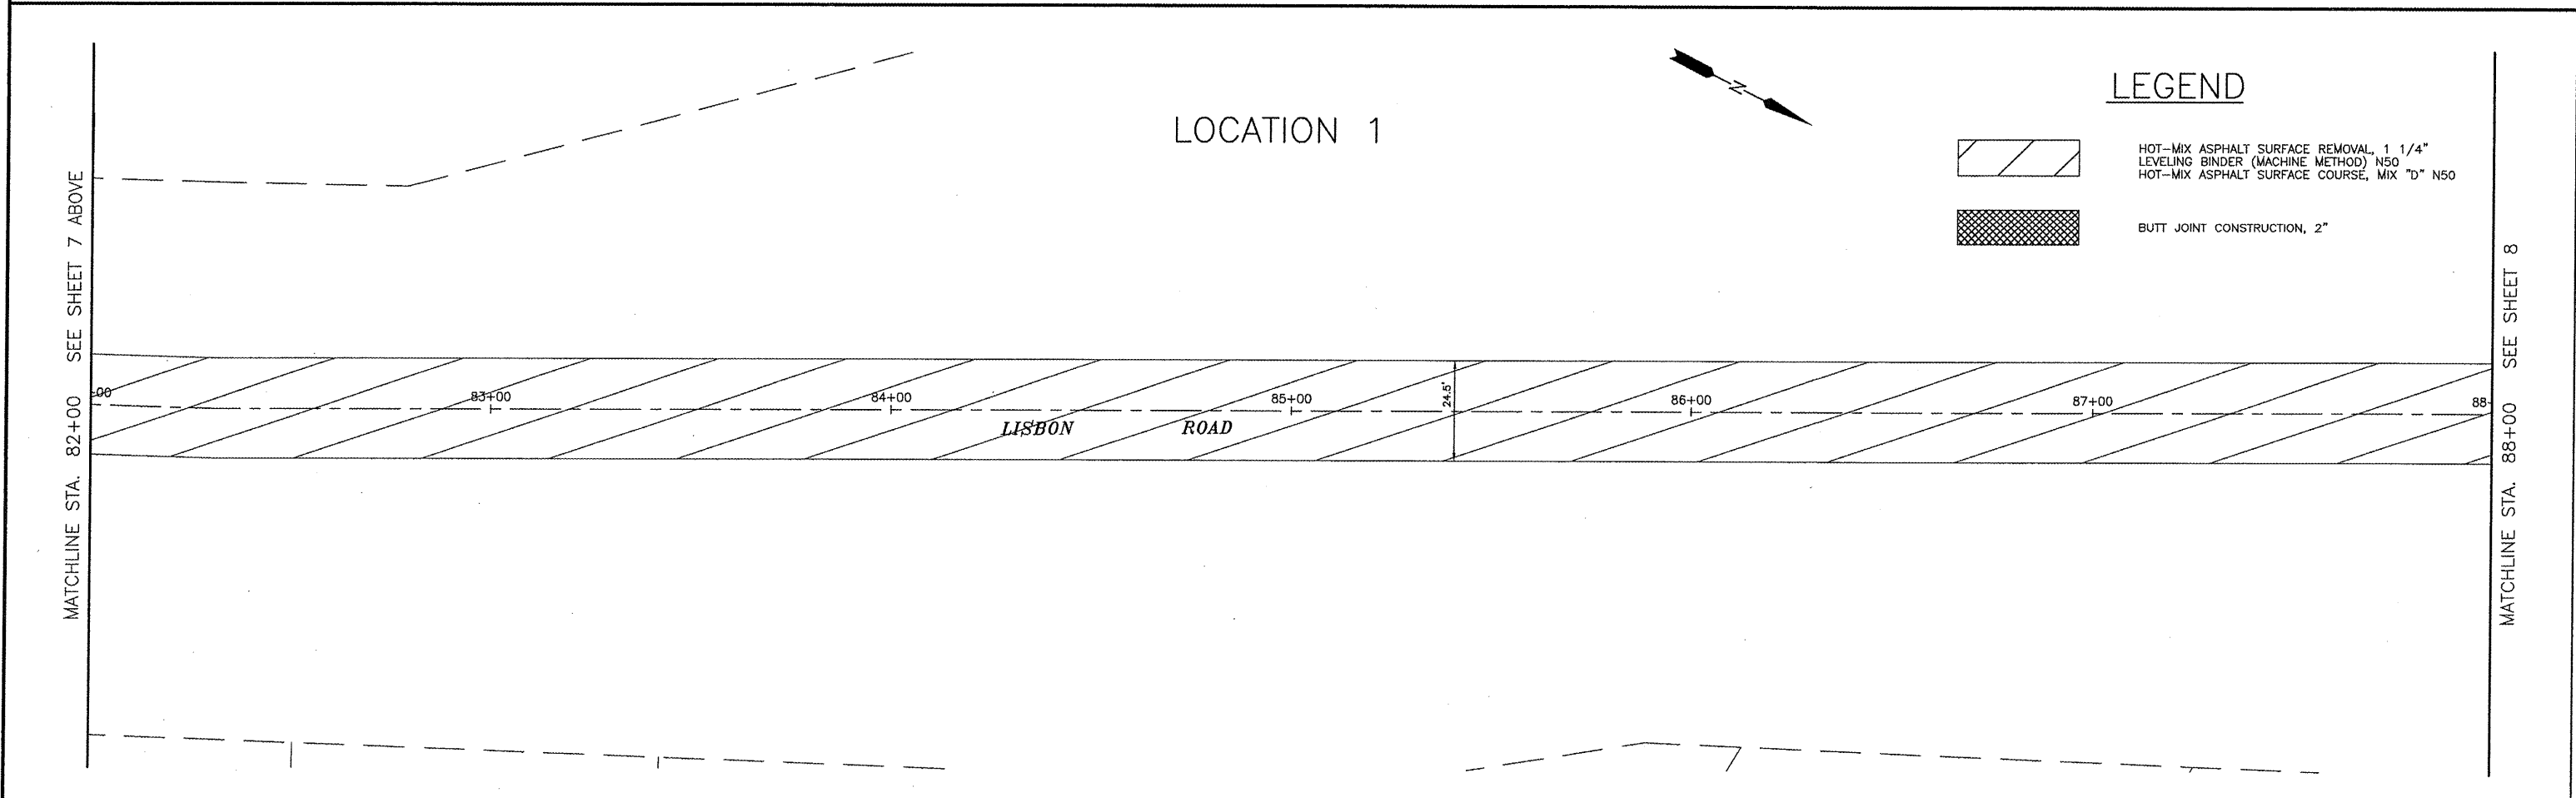 LOCATION 1
N
LEGEND
HOT-MIX ASPHALT SURFACE REMOVAL, 1 1/4"
LEVELING BINDER (MACHINE METHOD) N50
HOT-MIX ASPHALT SURFACE COURSE, MIX "D" N50
BUTT JOINT CONSTRUCTION, 2"
MATCHLINE STA. 82+00 SEE SHEET 7 ABOVE
00
83+00
84+00
85+00
24.5'
86+00
87+00
88
LISBON ROAD
MATCHLINE STA. 88+00 SEE SHEET 8